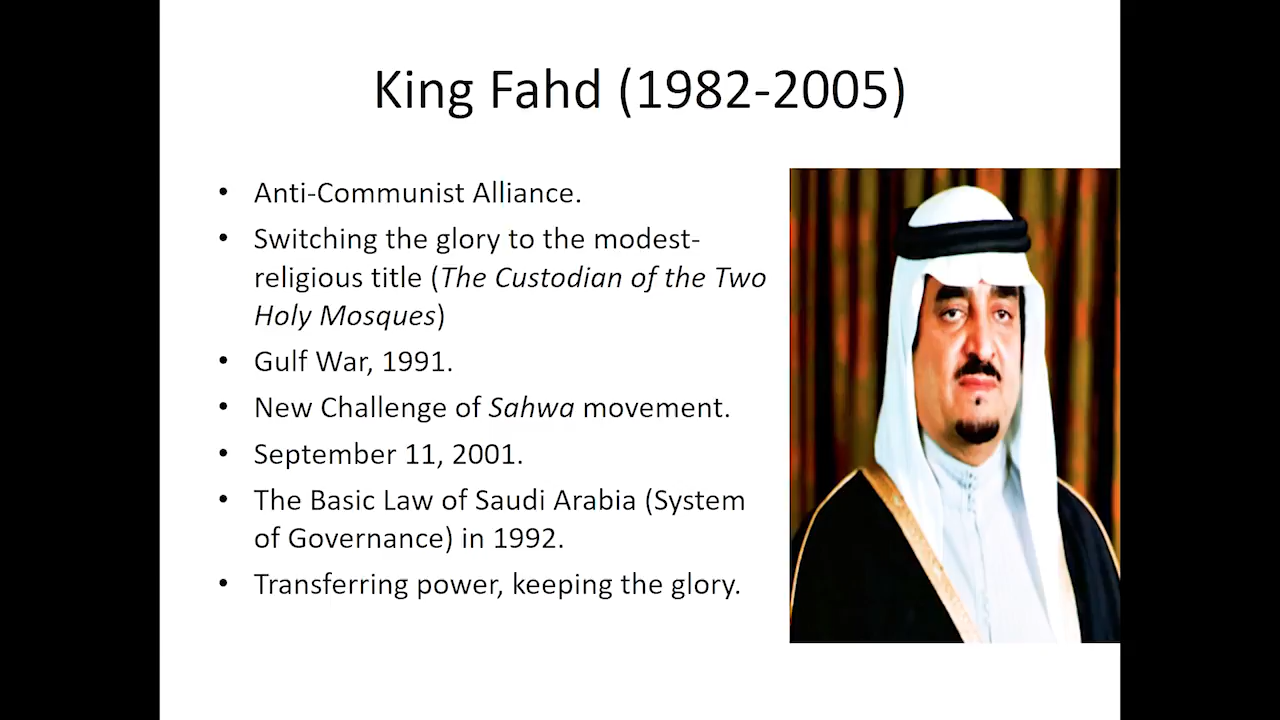 King Fahd (1982-2005)
• Anti-Communist Alliance.
• Switching the glory to the modest-
religious title (The Custodian of the Two
Holy Mosques)
• Gulf War, 1991.
• New Challenge of Sahwa movement.
• September 11, 2001.
• The Basic Law of Saudi Arabia (System
of Governance) in 1992.
• Transferring power, keeping the glory.